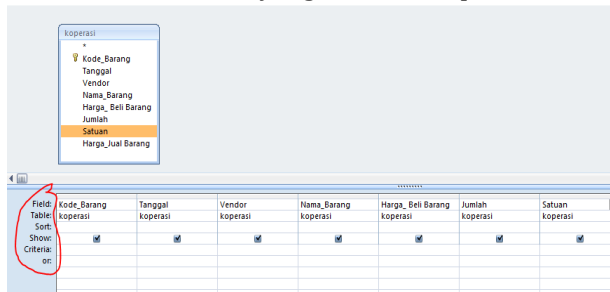 koperasi
*
Kode_Barang
Tanggal
Vendor
Nama_Barang
Harga_ Beli Barang
Jumlah
Satuan
Harga_Jual Barang
Field: Kode_Barang Tanggal Vendor Nama_Barang Harga_ Beli Barang Jumlah Satuan
Table: koperasi koperasi koperasi koperasi koperasi koperasi koperasi
Sort:
Show:
Criteria:
or: